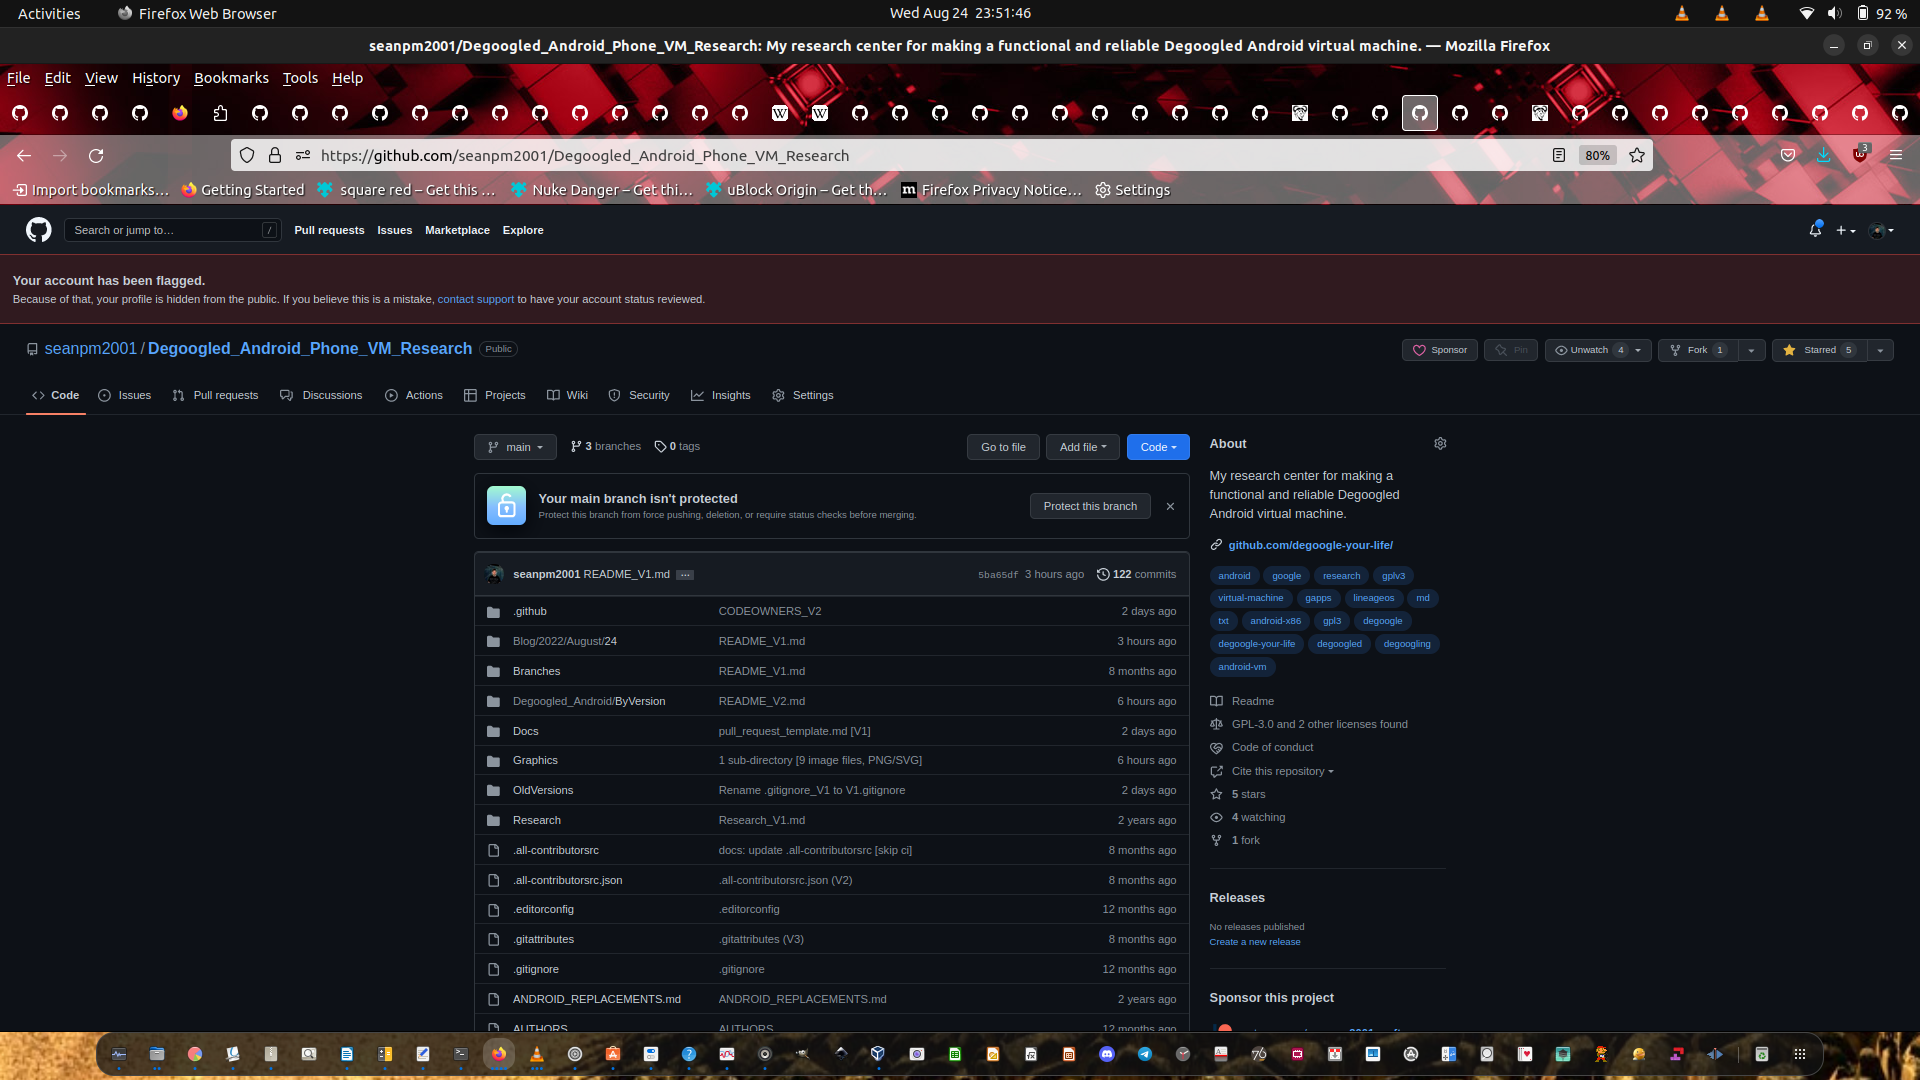 Activities Firefox Web Browser Wed Aug 24 23:51:46 92 %
seanpm2001/Degoogled_Android_Phone_VM_Research: My research center for making a functional and reliable Degoogled Android virtual machine. — Mozilla Firefox
File Edit View History Bookmarks Tools Help
https://github.com/seanpm2001/Degoogled_Android_Phone_VM_Research 80% 3
Import bookmarks… Getting Started square red – Get this … Nuke Danger – Get thi… uBlock Origin – Get th… Firefox Privacy Notice… Settings
Search or jump to… / Pull requests Issues Marketplace Explore
Your account has been flagged.
Because of that, your profile is hidden from the public. If you believe this is a mistake, contact support to have your account status reviewed.
seanpm2001 / Degoogled_Android_Phone_VM_Research Public
Sponsor Pin Unwatch 4 Fork 1 Starred 5
Code Issues Pull requests Discussions Actions Projects Wiki Security Insights Settings
main 3 branches 0 tags Go to file Add file Code
Your main branch isn't protected
Protect this branch from force pushing, deletion, or require status checks before merging.
Protect this branch
seanpm2001 README_V1.md … 5ba65df 3 hours ago 122 commits
.github CODEOWNERS_V2 2 days ago
Blog/2022/August/24 README_V1.md 3 hours ago
Branches README_V1.md 8 months ago
Degoogled_Android/ByVersion README_V2.md 6 hours ago
Docs pull_request_template.md [V1] 2 days ago
Graphics 1 sub-directory [9 image files, PNG/SVG] 6 hours ago
OldVersions Rename .gitignore_V1 to V1.gitignore 2 days ago
Research Research_V1.md 2 years ago
.all-contributorsrc docs: update .all-contributorsrc [skip ci] 8 months ago
.all-contributorsrc.json .all-contributorsrc.json (V2) 8 months ago
.editorconfig .editorconfig 12 months ago
.gitattributes .gitattributes (V3) 8 months ago
.gitignore .gitignore 12 months ago
ANDROID_REPLACEMENTS.md ANDROID_REPLACEMENTS.md 2 years ago
AUTHORS AUTHORS 12 months ago
About
My research center for making a
functional and reliable Degoogled
Android virtual machine.
github.com/degoogle-your-life/
android google research gplv3
virtual-machine gapps lineageos md
txt android-x86 gpl3 degoogle
degoogle-your-life degoogled degoogling
android-vm
Readme
GPL-3.0 and 2 other licenses found
Code of conduct
Cite this repository
5 stars
4 watching
1 fork
Releases
No releases published
Create a new release
Sponsor this project